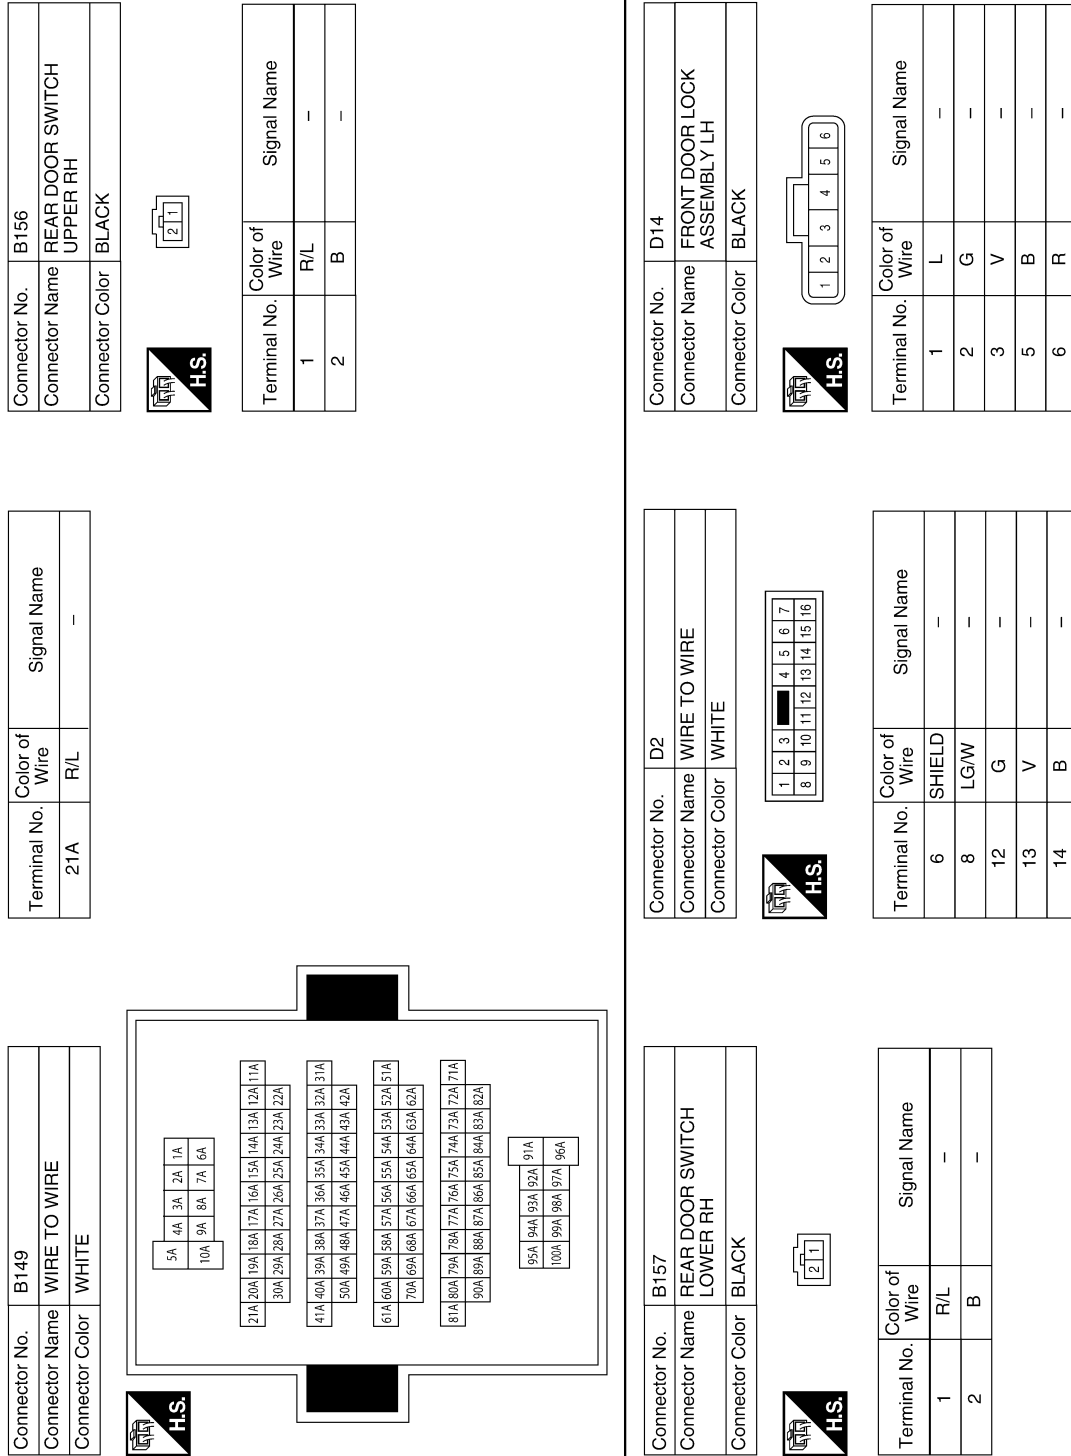 Connector No. B149
Connector Name WIRE TO WIRE
Connector Color WHITE
H.S.
5A 4A 3A 2A 1A
10A 9A 8A 7A 6A
21A 20A 19A 18A 17A 16A 15A 14A 13A 12A 11A
30A 29A 28A 27A 26A 25A 24A 23A 22A
41A 40A 39A 38A 37A 36A 35A 34A 33A 32A 31A
50A 49A 48A 47A 46A 45A 44A 43A 42A
61A 60A 59A 58A 57A 56A 55A 54A 53A 52A 51A
70A 69A 68A 67A 66A 65A 64A 63A 62A
81A 80A 79A 78A 77A 76A 75A 74A 73A 72A 71A
90A 89A 88A 87A 86A 85A 84A 83A 82A
95A 94A 93A 92A 91A
100A 99A 98A 97A 96A
Terminal No. Color of Wire Signal Name
21A R/L –
Connector No. B156
Connector Name REAR DOOR SWITCH
UPPER RH
Connector Color BLACK
H.S.
2 1
Terminal No. Color of Wire Signal Name
1 R/L –
2 B –
Connector No. B157
Connector Name REAR DOOR SWITCH
LOWER RH
Connector Color BLACK
H.S.
2 1
Terminal No. Color of Wire Signal Name
1 R/L –
2 B –
Connector No. D2
Connector Name WIRE TO WIRE
Connector Color WHITE
H.S.
1 2 3 4 5 6 7
8 9 10 11 12 13 14 15 16
Terminal No. Color of Wire Signal Name
6 SHIELD –
8 LG/W –
12 G –
13 V –
14 B –
Connector No. D14
Connector Name FRONT DOOR LOCK
ASSEMBLY LH
Connector Color BLACK
H.S.
1 2 3 4 5 6
Terminal No. Color of Wire Signal Name
1 L –
2 G –
3 V –
5 B –
6 R –